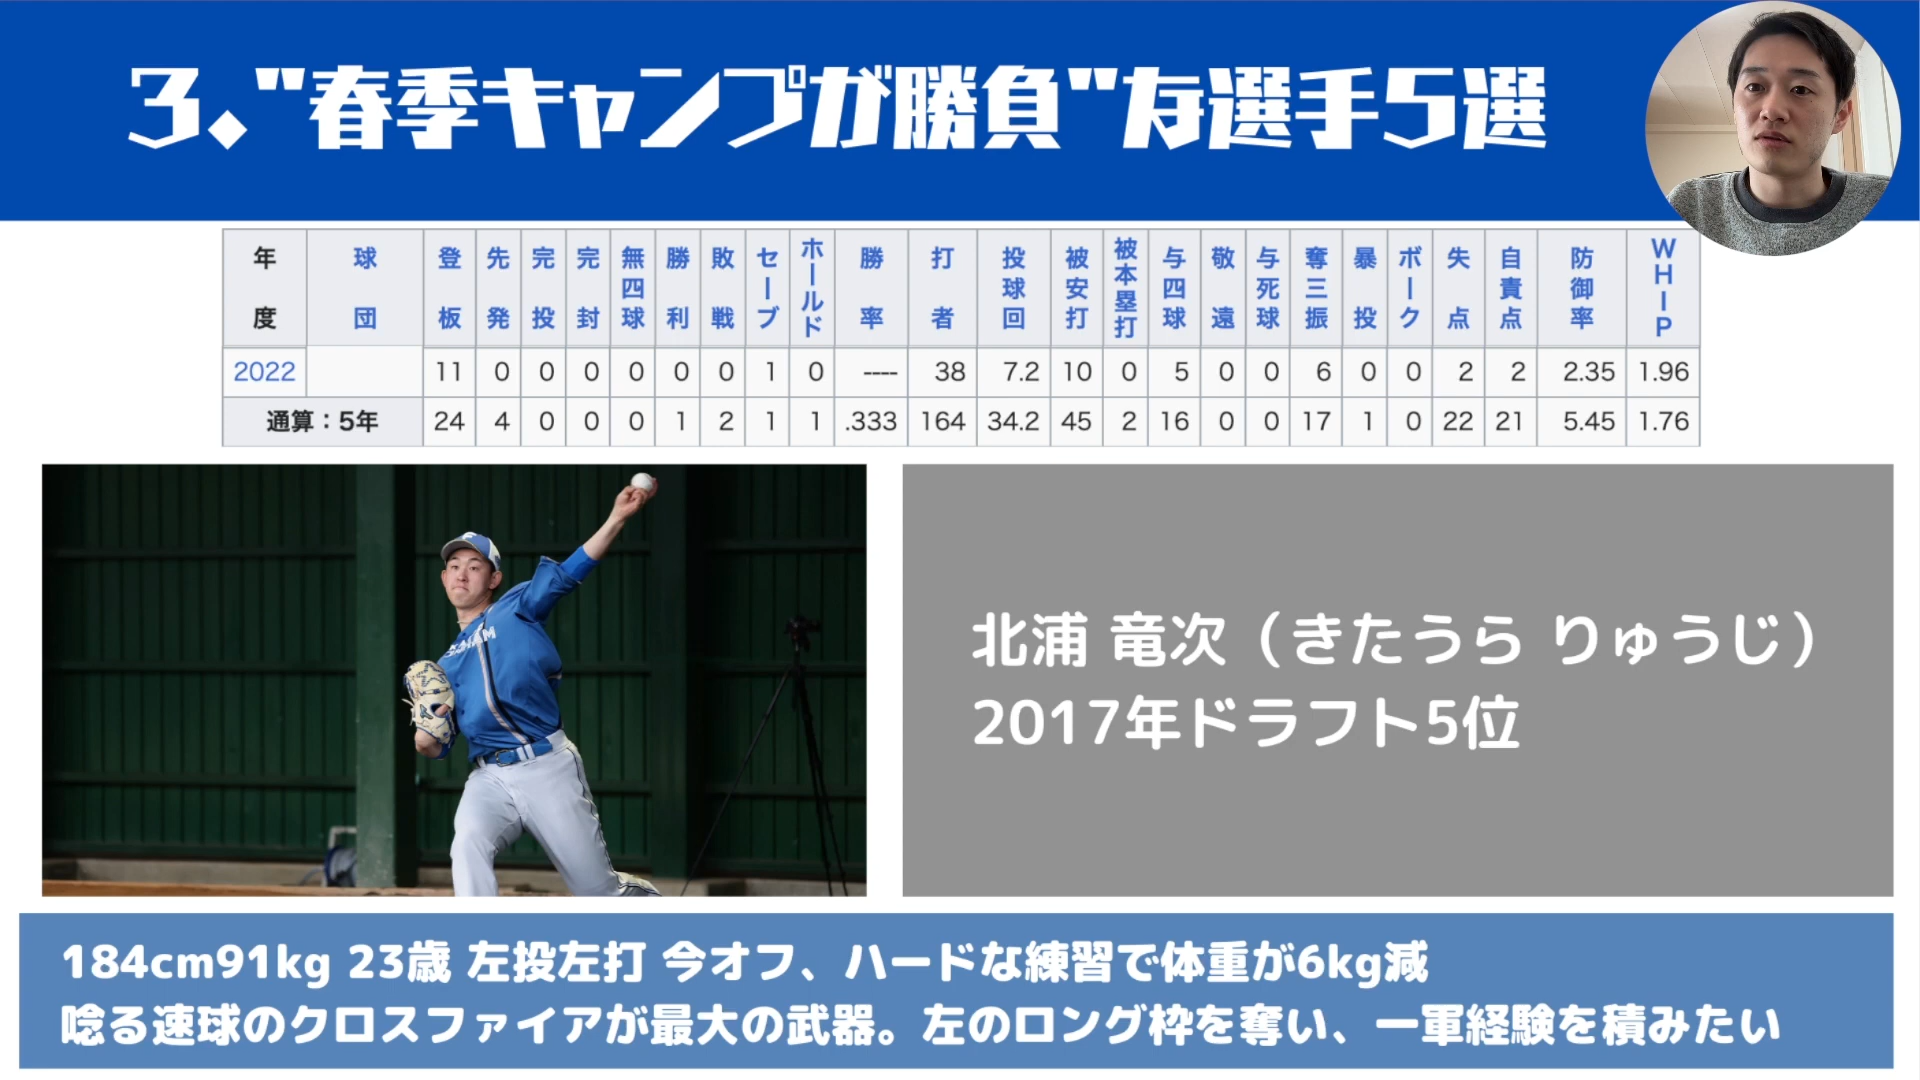 3、"春季キャンプが勝負"な選手5選
年度 球団 登板 先発 完投 完封 無四球 勝利 敗戦 セーブ ホールド 勝率 打者 投球回 被安打 被本塁打 与四球 敬遠 与死球 奪三振 暴投 ボーク 失点 自責点 防御率 WHIP
2022 11 0 0 0 0 0 0 1 0 ---- 38 7.2 10 0 5 0 0 6 0 0 2 2 2.35 1.96
通算：5年 24 4 0 0 0 1 2 1 1 .333 164 34.2 45 2 16 0 0 17 1 0 22 21 5.45 1.76
北浦 竜次（きたうら りゅうじ）
2017年ドラフト5位
184cm91kg 23歳 左投左打 今オフ、ハードな練習で体重が6kg減
唸る速球のクロスファイアが最大の武器。左のロング枠を奪い、一軍経験を積みたい